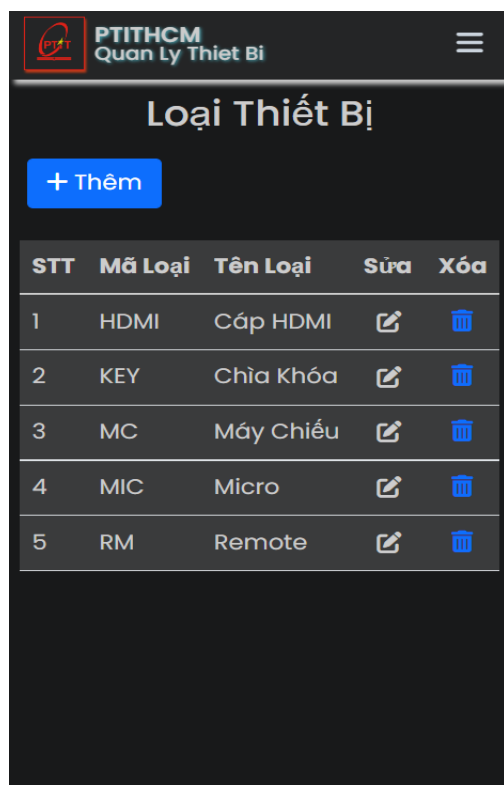 PTIT
PTITHCM
Quan Ly Thiet Bi
Loại Thiết Bị
+ Thêm
STT Mã Loại Tên Loại Sửa Xóa
1 HDMI Cáp HDMI
2 KEY Chìa Khóa
3 MC Máy Chiếu
4 MIC Micro
5 RM Remote